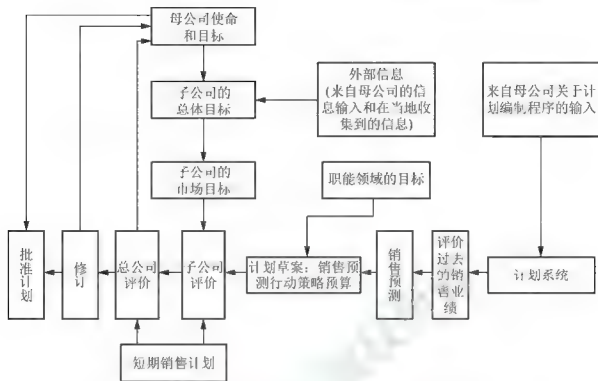 母公司使命
和目标
外部信息
(来自母公司的信
息输入和在当地收
集到的信息)
来自母公司关于计
划编制程序的输入
子公司的
总体目标
子公司的
市场目标
职能领域的目标
批准计划
修订
总公司评价
子公司评价
计划草案：销售预
测行动策略预算
销售预测
评价过去的销售业绩
计划系统
短期销售计划